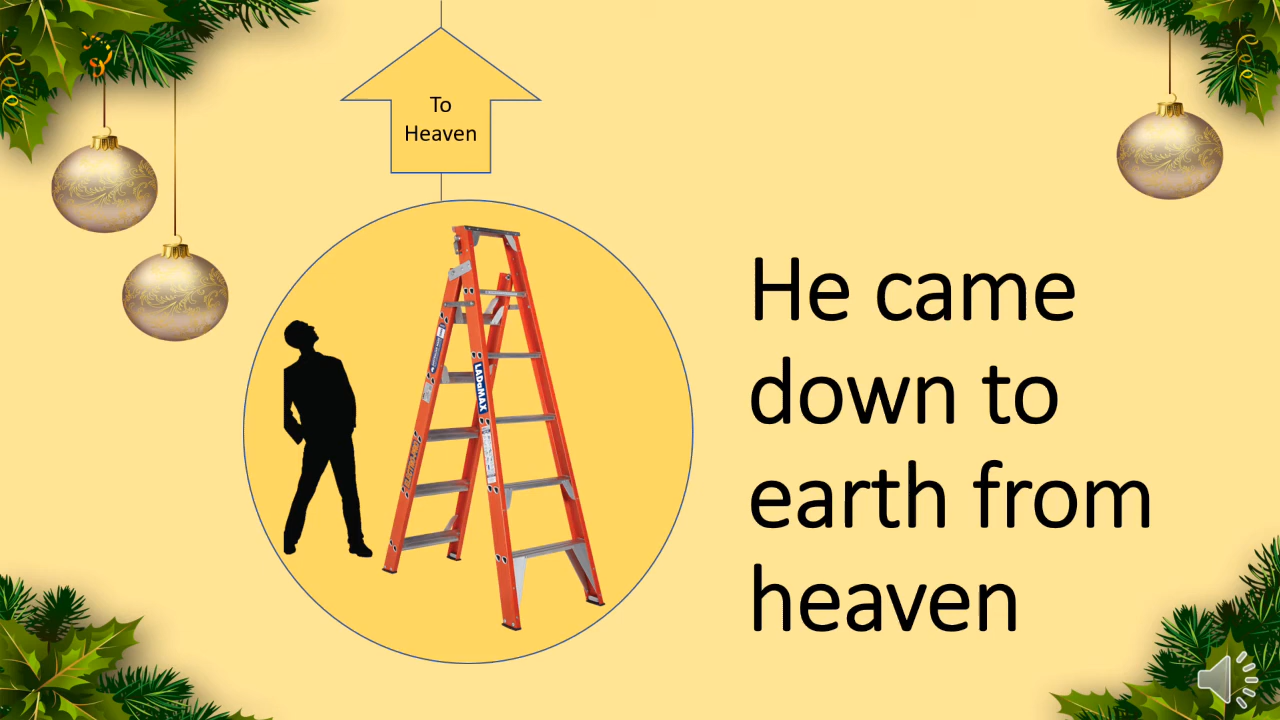 To
Heaven
LADaMAX
He came
down to
earth from
heaven